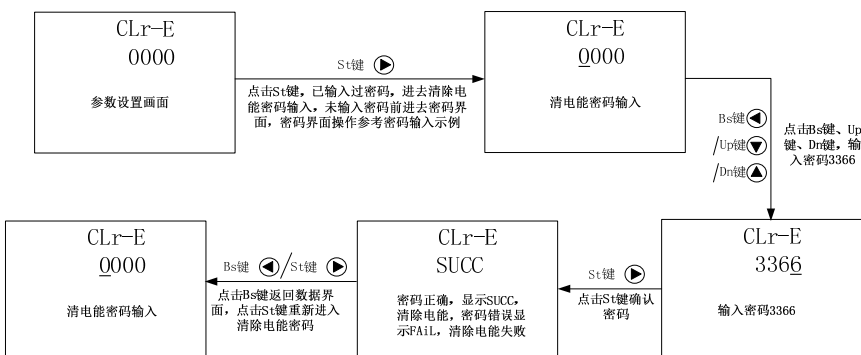 CLr-E
0000
参数设置画面
St键
点击St键，已输入过密码，进去清除电
能密码输入，未输入密码前进去密码界
面，密码界面操作参考密码输入示例
CLr-E
0000
清电能密码输入
Bs键
/Up键
/Dn键
点击Bs键、Up
键、Dn键，输
入密码3366
CLr-E
3366
输入密码3366
St键
点击St键确认
密码
CLr-E
SUCC
密码正确，显示SUCC，
清除电能，密码错误显
示FAiL，清除电能失败
Bs键 /St键
点击Bs键返回数据界
面，点击St键重新进入
清除电能密码
CLr-E
0000
清电能密码输入